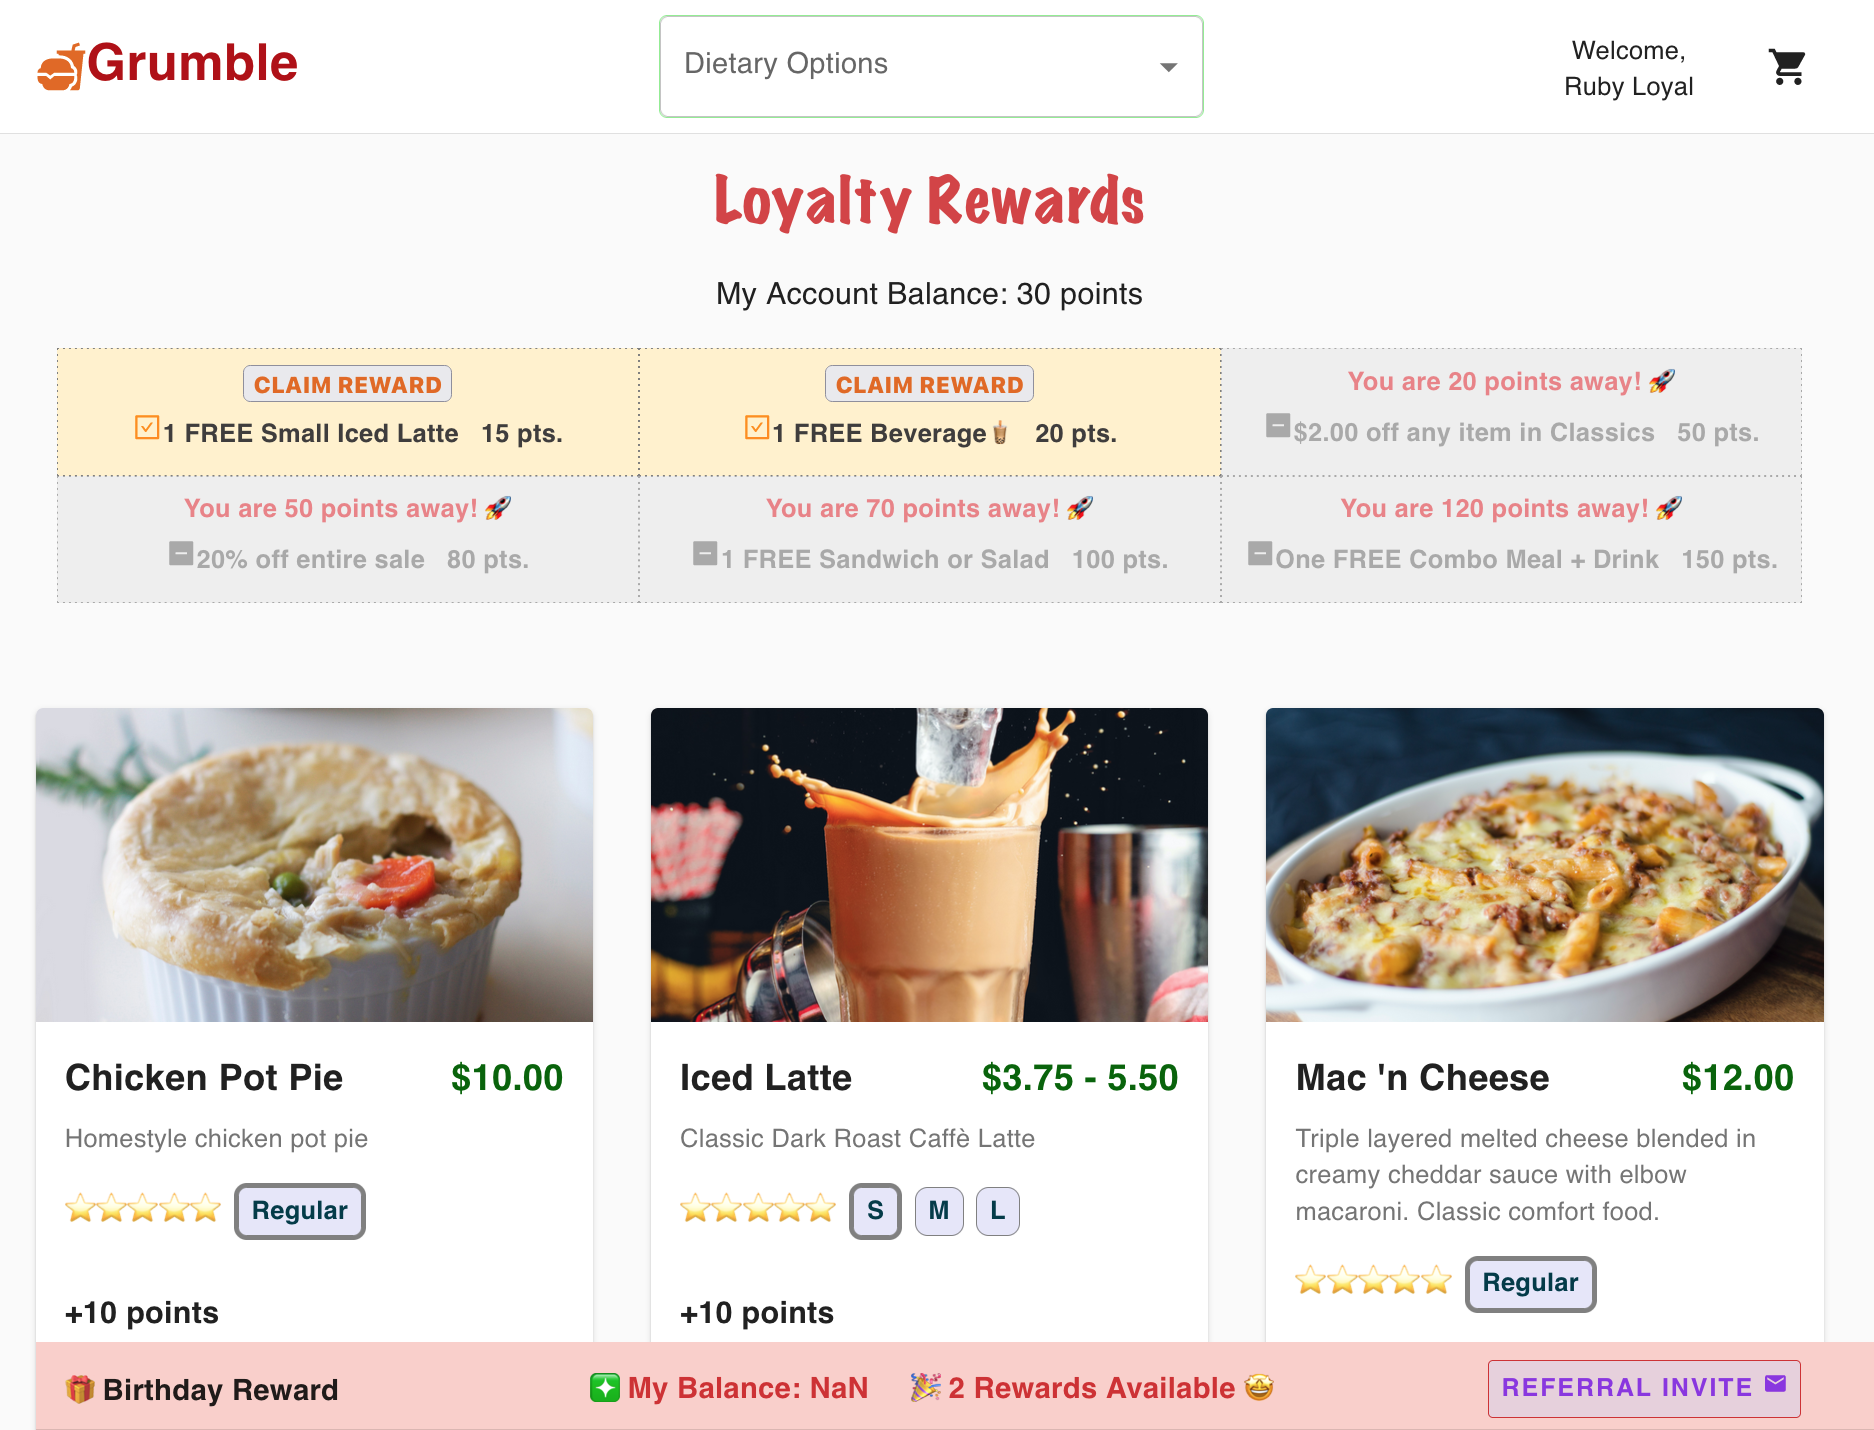 Grumble
Dietary Options
Welcome,
Ruby Loyal
Loyalty Rewards
My Account Balance: 30 points
CLAIM REWARD
1 FREE Small Iced Latte 15 pts.
CLAIM REWARD
1 FREE Beverage🧋 20 pts.
You are 20 points away! 🚀
$2.00 off any item in Classics 50 pts.
You are 50 points away! 🚀
20% off entire sale 80 pts.
You are 70 points away! 🚀
1 FREE Sandwich or Salad 100 pts.
You are 120 points away! 🚀
One FREE Combo Meal + Drink 150 pts.
Chicken Pot Pie $10.00
Homestyle chicken pot pie
⭐⭐⭐⭐⭐ Regular
+10 points
Iced Latte $3.75 - 5.50
Classic Dark Roast Caffè Latte
⭐⭐⭐⭐⭐ S M L
+10 points
Mac 'n Cheese $12.00
Triple layered melted cheese blended in
creamy cheddar sauce with elbow
macaroni. Classic comfort food.
⭐⭐⭐⭐⭐ Regular
🎁 Birthday Reward
❇️ My Balance: NaN
🎉 2 Rewards Available 🤩
REFERRAL INVITE